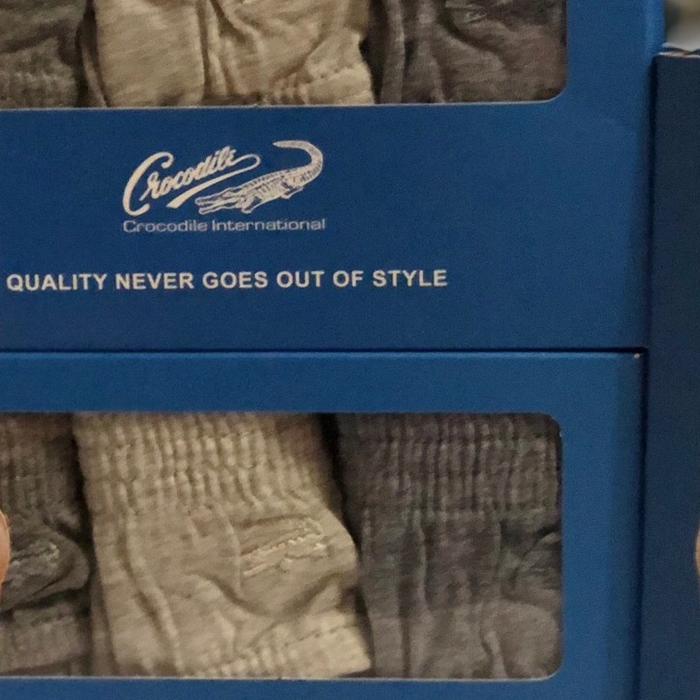 Crocodile
Crocodile International
QUALITY NEVER GOES OUT OF STYLE